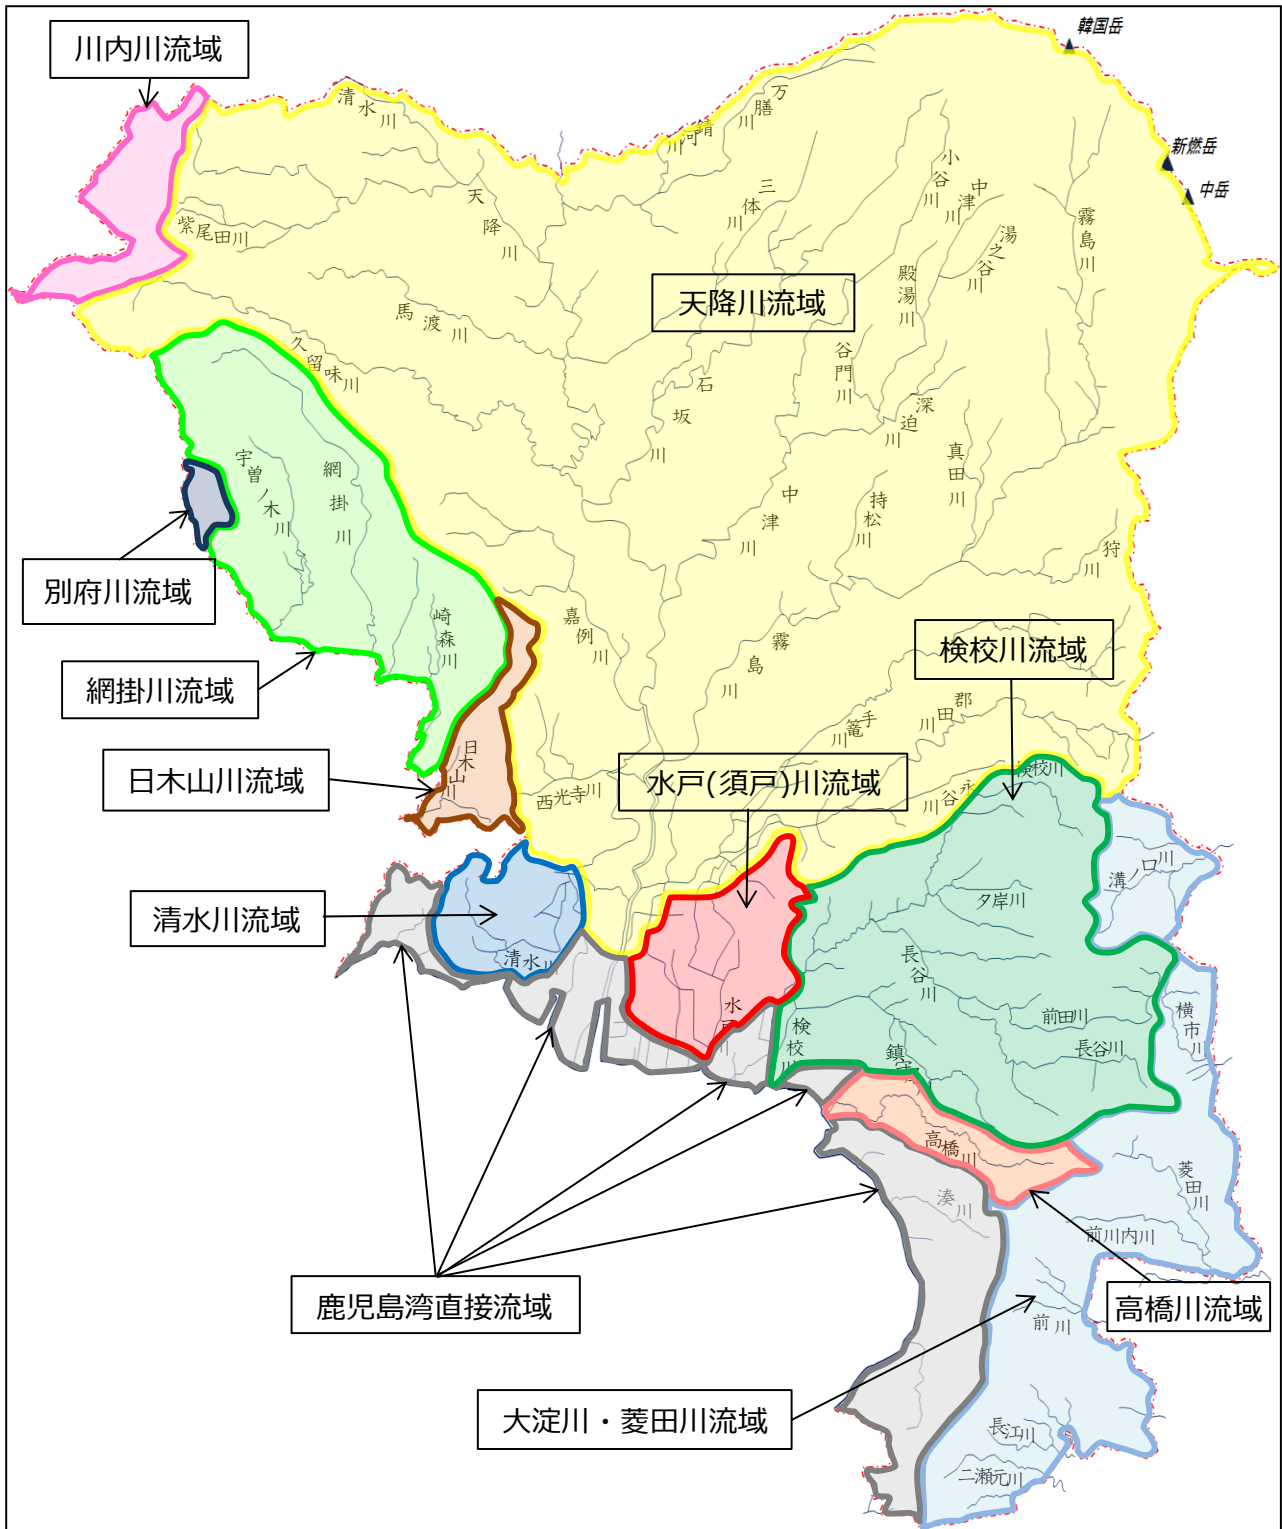 韓国岳
川内川流域
万膳川
清水川
錆河川
新燃岳
小谷川
三体川
中津川
中岳
天降川
霧島川
紫尾田川
湯之谷川
殿湯川
天降川流域
馬渡川
久留味川
谷門川
石坂川
深迫川
真田川
宇曽ノ木川
網掛川
中津川
持松川
狩川
別府川流域
嘉例川
崎森川
霧島川
検校川流域
網掛川流域
郡田川
手篭川
日木山川
日木山川流域
水戸(須戸)川流域
検校川
永谷川
西光寺川
溝ノ口川
夕岸川
清水川流域
清水川
長谷川
水戸川
検校川
前田川
横市川
長谷川
鎮守川
高橋川
菱田川
湊川
前川内川
鹿児島湾直接流域
高橋川流域
前川
大淀川・菱田川流域
長江川
二瀬元川